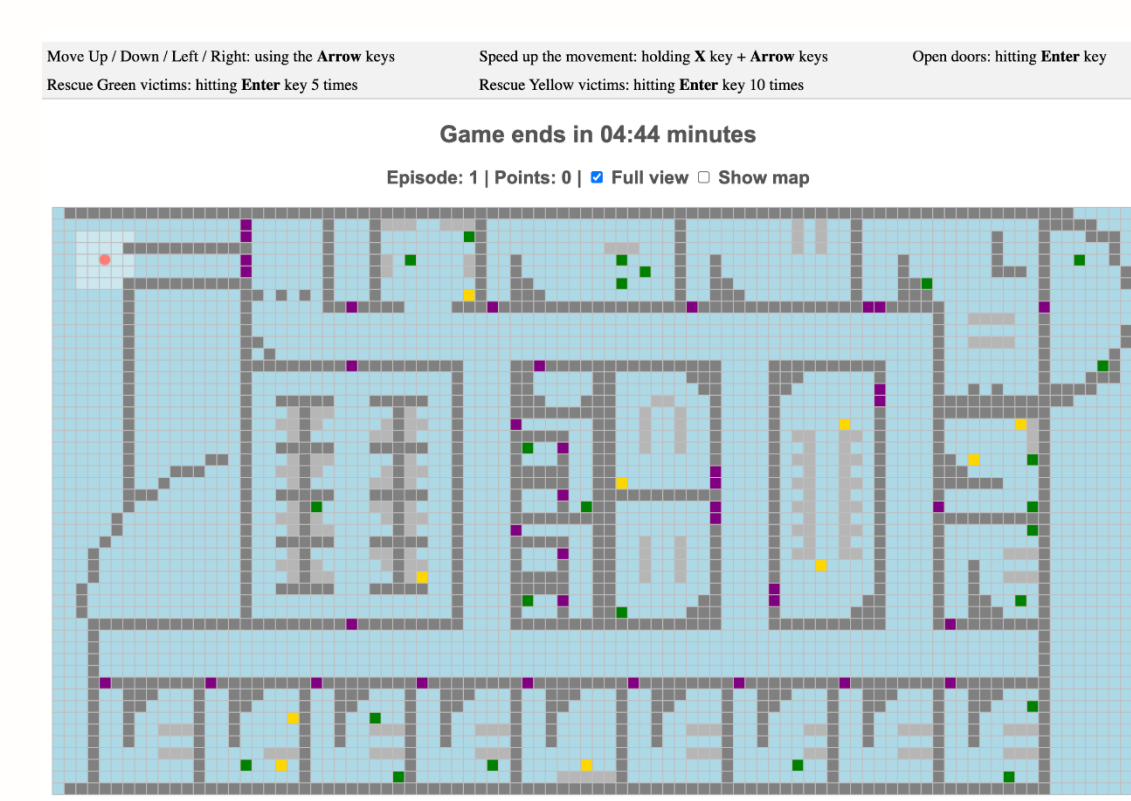 Move Up / Down / Left / Right: using the Arrow keys
Speed up the movement: holding X key + Arrow keys
Open doors: hitting Enter key
Rescue Green victims: hitting Enter key 5 times
Rescue Yellow victims: hitting Enter key 10 times
Game ends in 04:44 minutes
Episode: 1 | Points: 0 | Full view Show map